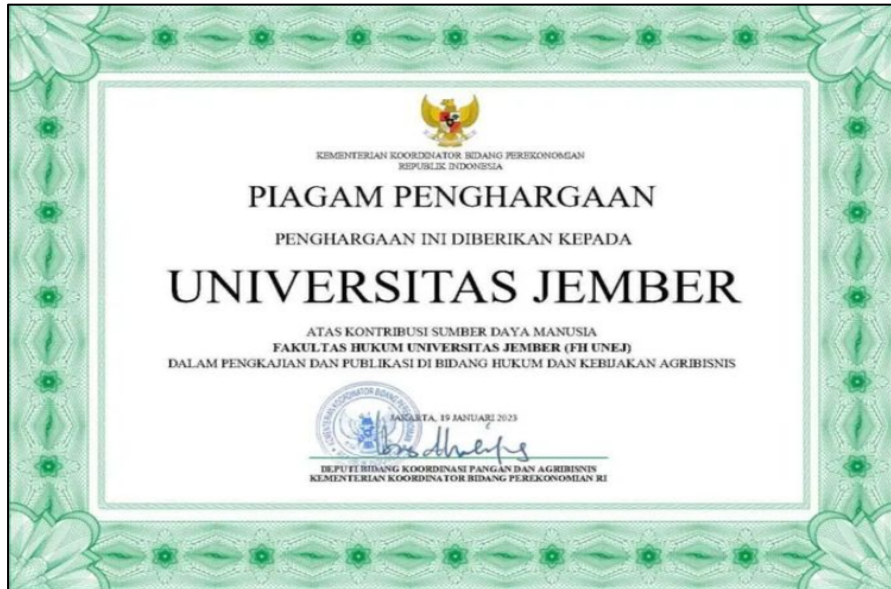 KEMENTERIAN KOORDINATOR BIDANG PEREKONOMIAN
REPUBLIK INDONESIA
PIAGAM PENGHARGAAN
PENGHARGAAN INI DIBERIKAN KEPADA
UNIVERSITAS JEMBER
ATAS KONTRIBUSI SUMBER DAYA MANUSIA
FAKULTAS HUKUM UNIVERSITAS JEMBER (FH UNEJ)
DALAM PENGKAJIAN DAN PUBLIKASI DI BIDANG HUKUM DAN KEBIJAKAN AGRIBISNIS
JAKARTA, 19 JANUARI 2023
DEPUTI BIDANG KOORDINASI PANGAN DAN AGRIBISNIS
KEMENTERIAN KOORDINATOR BIDANG PEREKONOMIAN RI